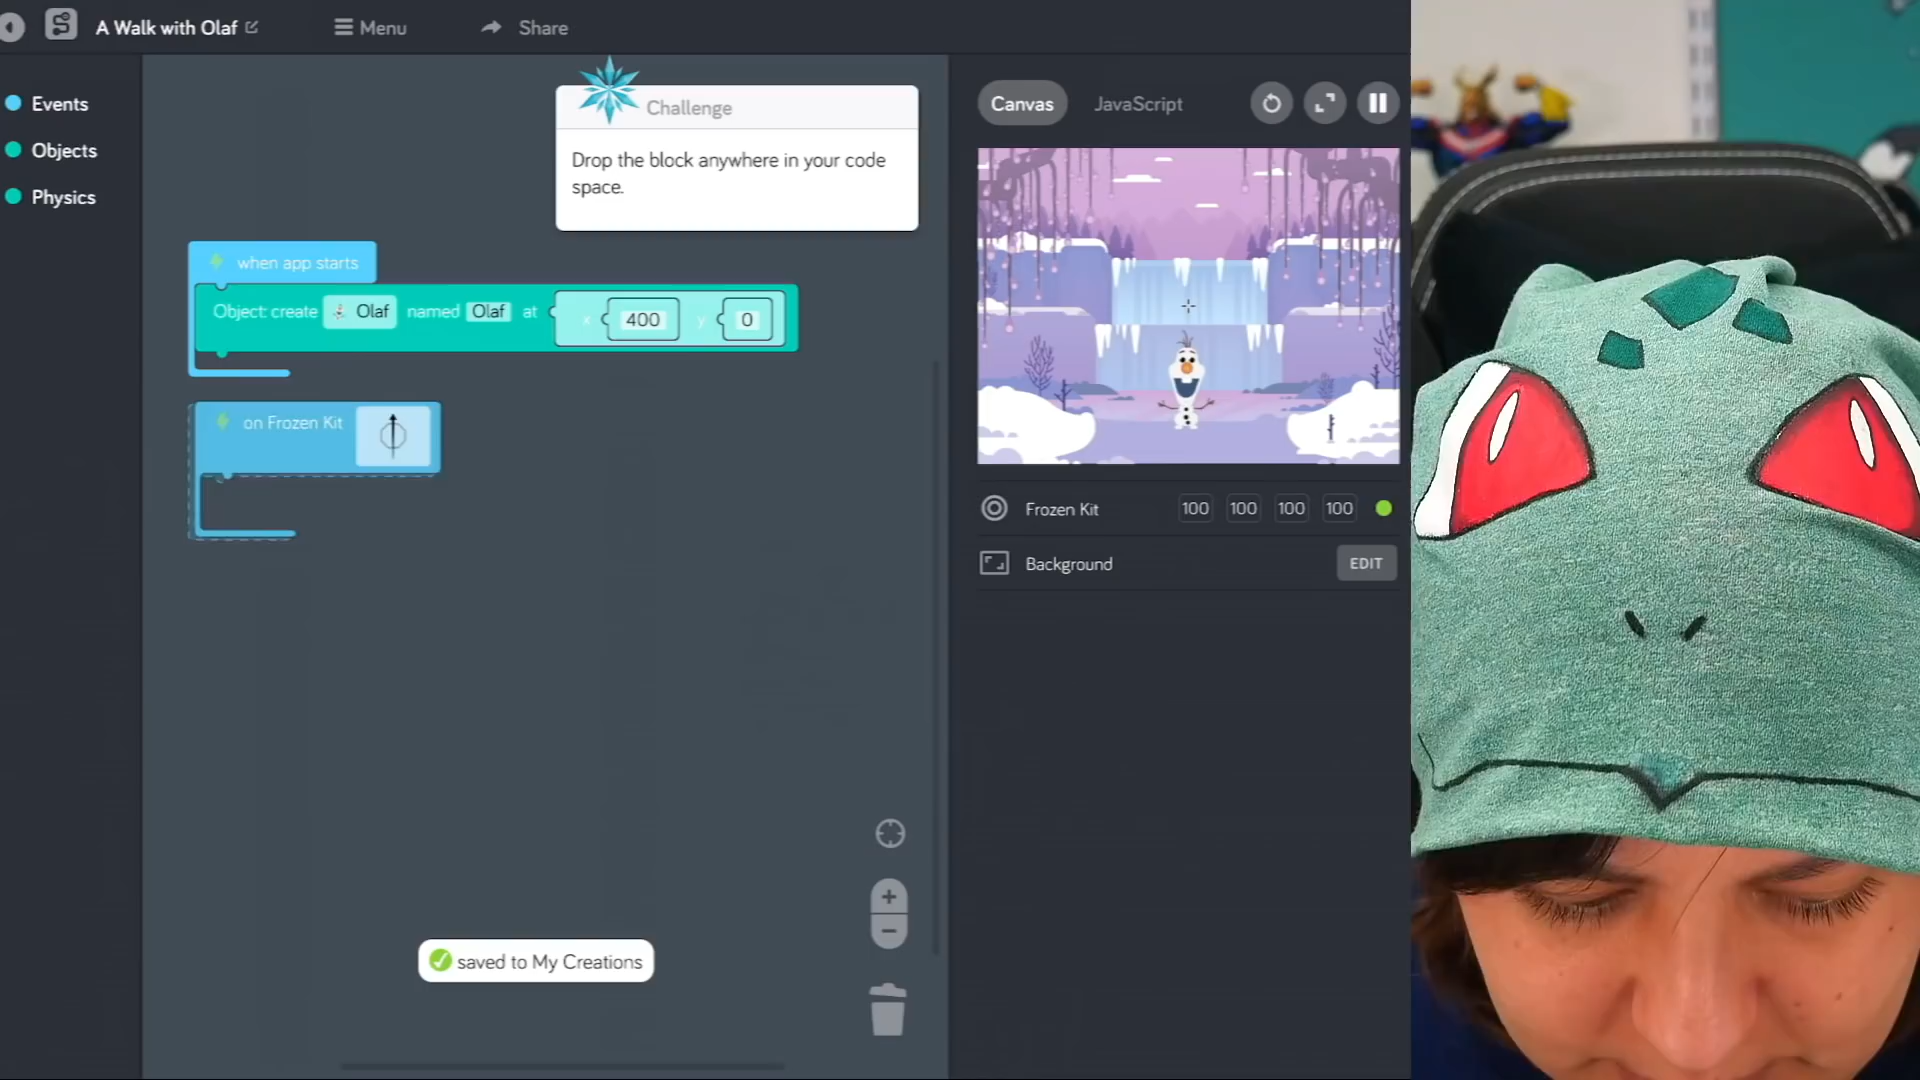 A Walk with Olaf
Menu
Share
Events
Objects
Physics
Challenge
Drop the block anywhere in your code
space.
when app starts
Object: create Olaf named Olaf at x 400 y 0
on Frozen Kit
saved to My Creations
Canvas
JavaScript
Frozen Kit 100 100 100 100
Background EDIT